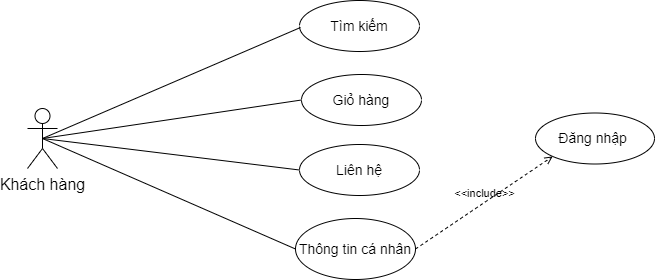 Tìm kiếm
Giỏ hàng
Đăng nhập
Liên hệ
Khách hàng
<<include>>
Thông tin cá nhân